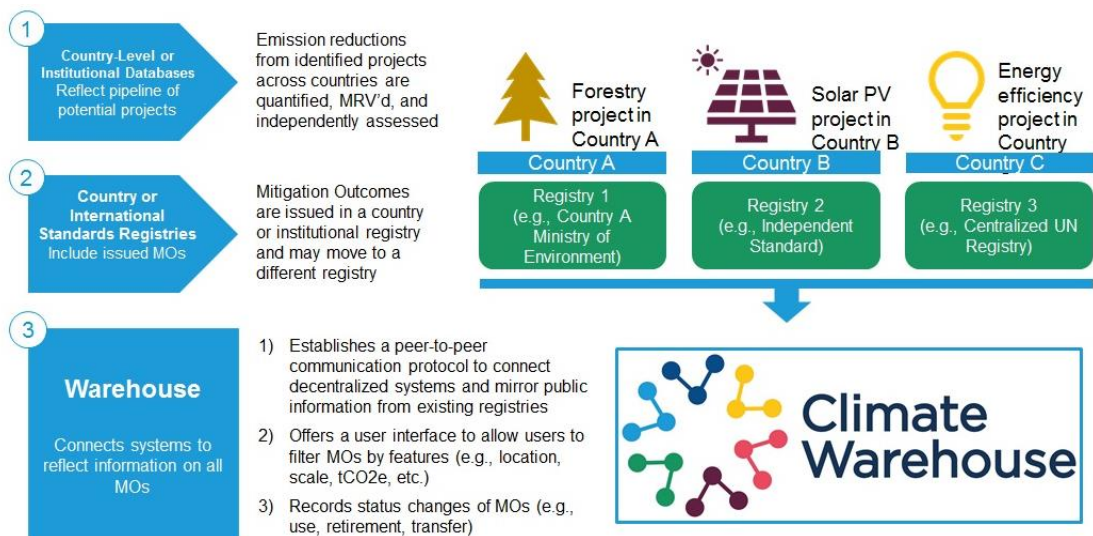 1
Country-Level or
Institutional Databases
Reflect pipeline of
potential projects
Emission reductions
from identified projects
across countries are
quantified, MRV'd, and
independently assessed
Forestry
project in
Country A
Solar PV
project in
Country B
Energy
efficiency
project in
Country
Country A
Country B
Country C
2
Country or
International
Standards Registries
Include issued MOs
Mitigation Outcomes
are issued in a country
or institutional registry
and may move to a
different registry
Registry 1
(e.g., Country A
Ministry of
Environment)
Registry 2
(e.g., Independent
Standard)
Registry 3
(e.g., Centralized UN
Registry)
3
Warehouse
Connects systems to
reflect information on all
MOs
1) Establishes a peer-to-peer
communication protocol to connect
decentralized systems and mirror public
information from existing registries
2) Offers a user interface to allow users to
filter MOs by features (e.g., location,
scale, tCO2e, etc.)
3) Records status changes of MOs (e.g.,
use, retirement, transfer)
Climate
Warehouse